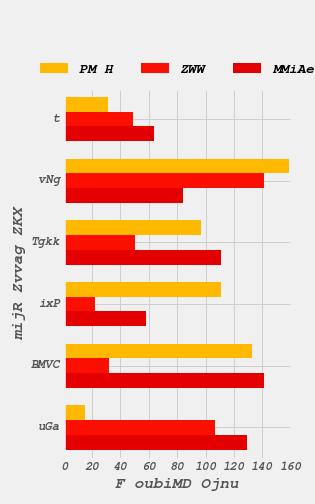 PM H ZWW MMiAe
t
vNg
Tgkk
ixP
BMVC
uGa
mijR Zvvag ZKX
0 20 40 60 80 100 120 140 160
F oubiMD Ojnu